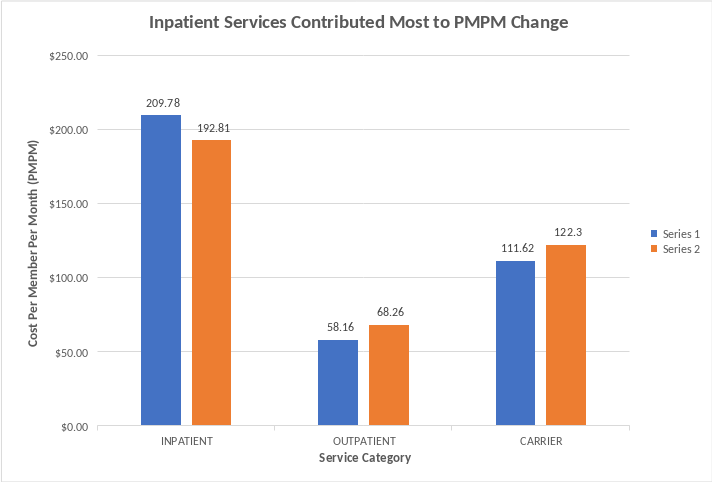 Inpatient Services Contributed Most to PMPM Change
$250.00
$200.00
$150.00
$100.00
$50.00
$0.00
Cost Per Member Per Month (PMPM)
209.78
192.81
58.16
68.26
111.62
122.3
INPATIENT
OUTPATIENT
CARRIER
Service Category
Series 1
Series 2